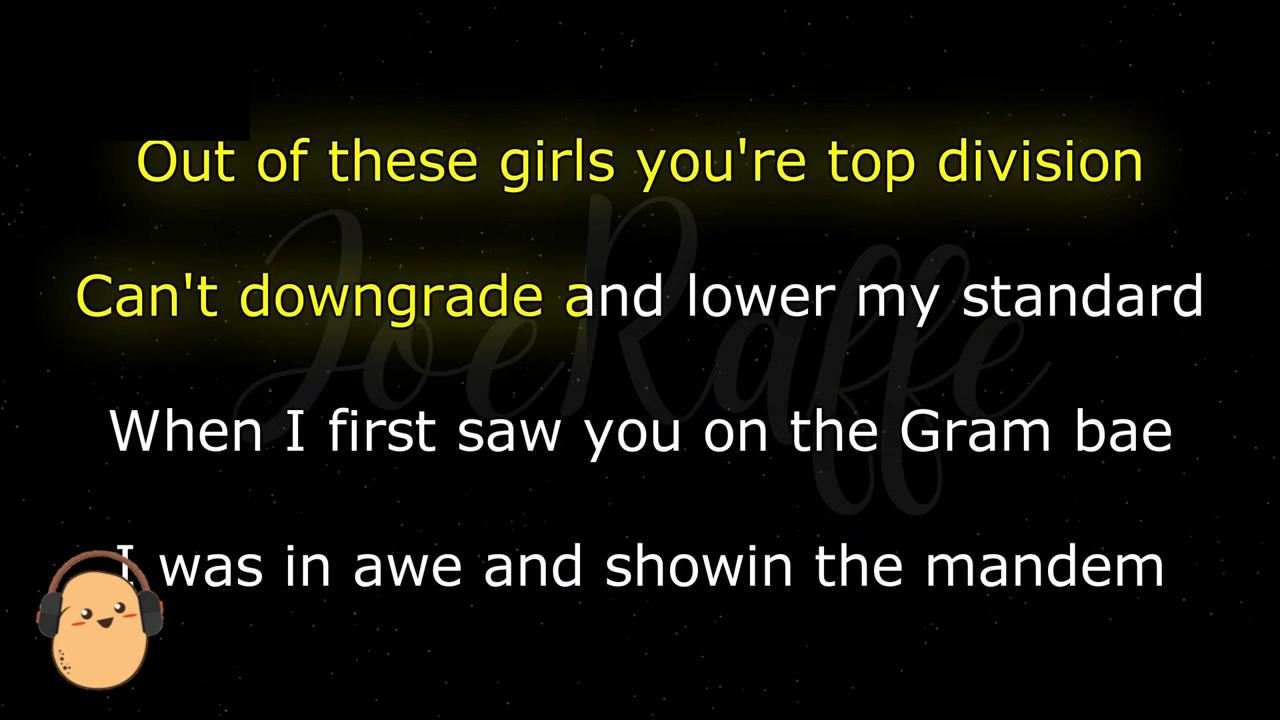 Out of these girls you're top division
Can't downgrade and lower my standard
JoeRaffe
When I first saw you on the Gram bae
I was in awe and showin the mandem